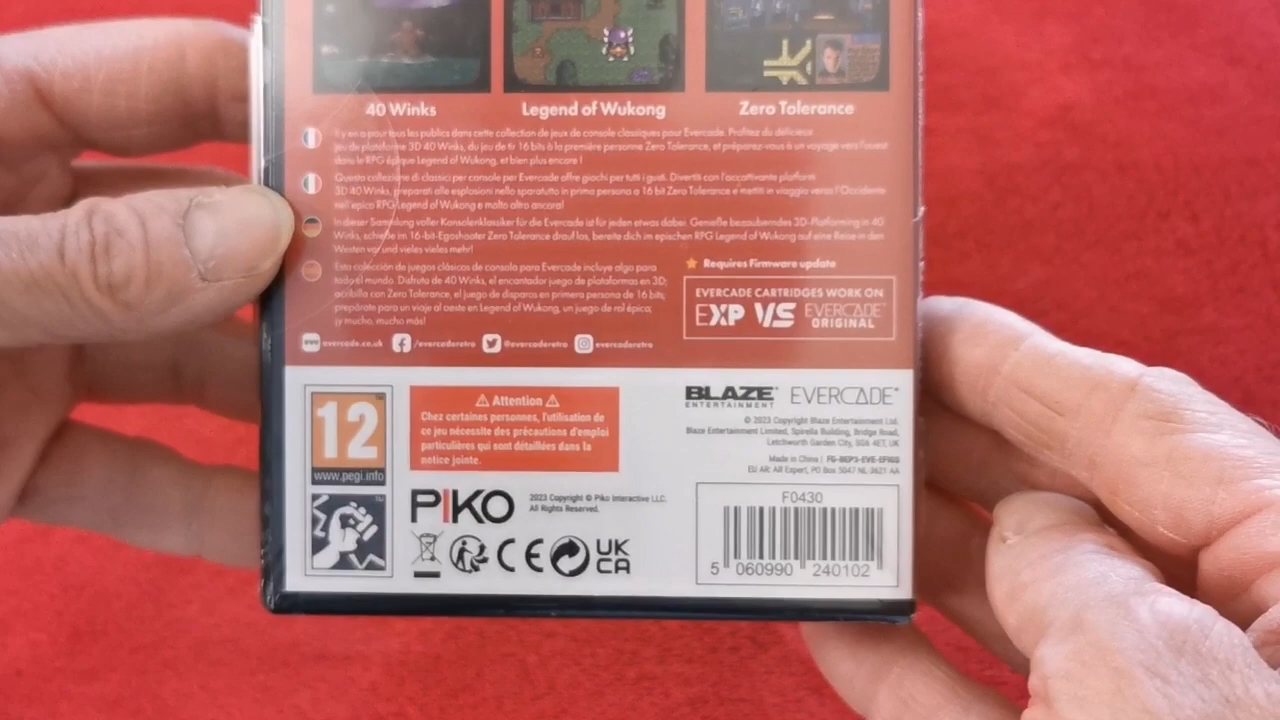 40 Winks
Legend of Wukong
Zero Tolerance
Il y en a pour tous les publics dans cette collection de jeux de console classiques pour Evercade. Profitez du délicieux
jeu de plateforme 3D 40 Winks, du jeu de tir 16 bits à la première personne Zero Tolerance, et préparez-vous à un voyage vers l'ouest
dans le RPG épique Legend of Wukong, et bien plus encore !
Questa collezione di classici per console per Evercade offre giochi per tutti i gusti. Divertiti con l'accattivante platform
3D 40 Winks, preparati alle esplosioni nello sparatutto in prima persona a 16 bit Zero Tolerance e mettiti in viaggio verso l'Occidente
nell'epico RPG Legend of Wukong e molto altro ancora!
In dieser Sammlung voller Konsolenklassiker für die Evercade ist für jeden etwas dabei. Genieße bezauberndes 3D-Platforming in 40
Winks, schieße im 16-bit-Egoshooter Zero Tolerance drauf los, bereite dich im epischen RPG Legend of Wukong auf eine Reise in den
Westen vor und vieles vieles mehr!
Esta colección de juegos clásicos de consola para Evercade incluye algo para
todo el mundo. Disfruta de 40 Winks, el encantador juego de plataformas en 3D;
acribilla con Zero Tolerance, el juego de disparos en primera persona de 16 bits;
prepárate para un viaje al oeste en Legend of Wukong, un juego de rol épico;
¡y mucho, mucho más!
Requires Firmware update
EVERCADE CARTRIDGES WORK ON
EXP VS EVERCADE
ORIGINAL
www evercade.co.uk /evercaderetro @evercaderetro evercaderetro
12
www.pegi.info
Attention
Chez certaines personnes, l'utilisation de
ce jeu nécessite des précautions d'emploi
particulières qui sont détaillées dans la
notice jointe.
BLAZE EVERCADE
ENTERTAINMENT
© 2023 Copyright Blaze Entertainment Ltd.
Blaze Entertainment Limited, Spirella Building, Bridge Road,
Letchworth Garden City, SG6 4ET, UK
Made in China | FG-BEP3-EVE-EFIGS
EU AR: All Expert, PO Box 5047 NL 3621 AA
PIKO
2023 Copyright © Piko Interactive LLC.
All Rights Reserved.
CE
UK
CA
F0430
5 060990 240102